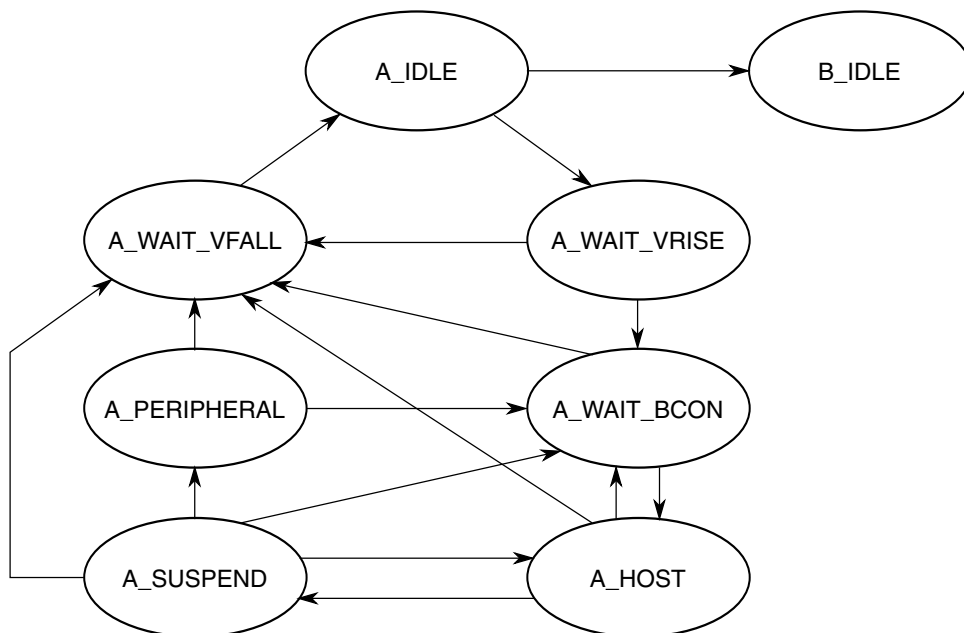 A_IDLE
B_IDLE
A_WAIT_VFALL
A_WAIT_VRISE
A_PERIPHERAL
A_WAIT_BCON
A_SUSPEND
A_HOST